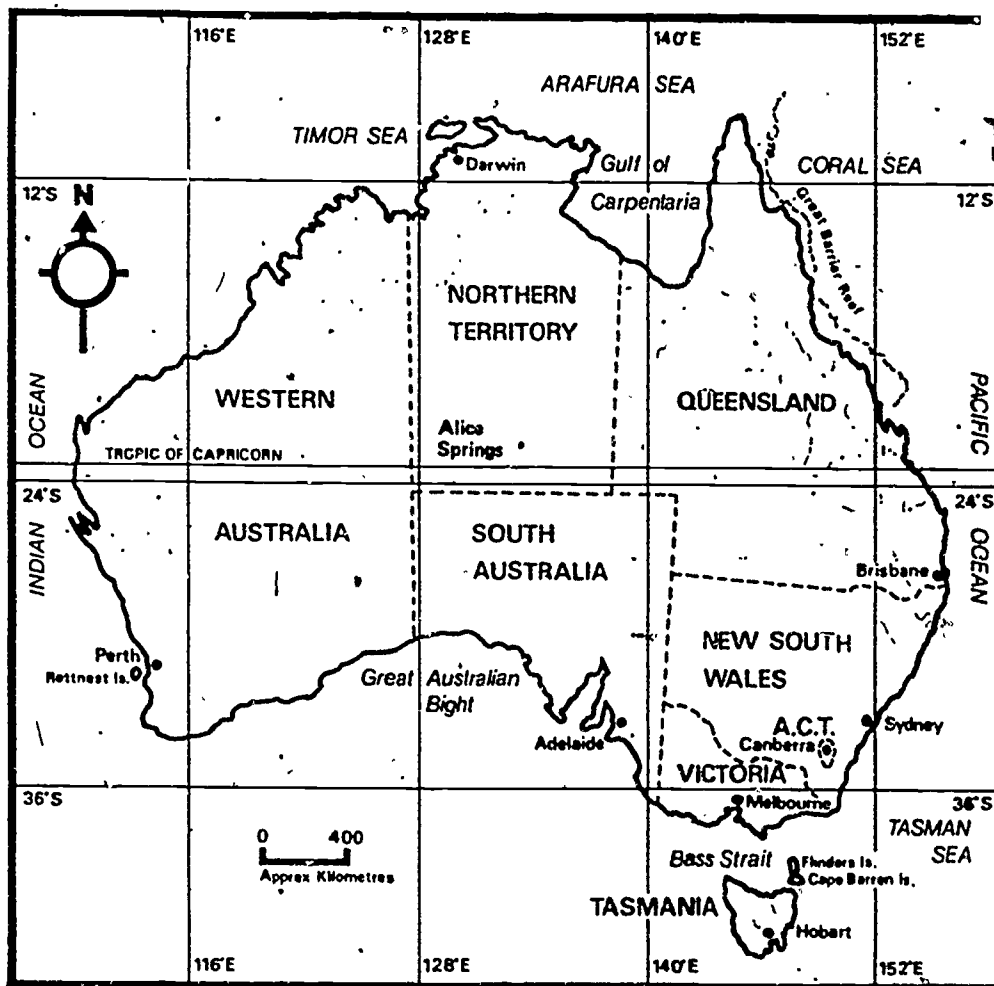 116°E
128°E
140°E
152°E
ARAFURA SEA
TIMOR SEA
Darwin
Gulf of
Carpentaria
CORAL SEA
12°S
12°S
N
Great Barrier Reef
NORTHERN
TERRITORY
WESTERN
QUEENSLAND
OCEAN
PACIFIC
Alice
Springs
TROPIC OF CAPRICORN
24°S
24°S
INDIAN
AUSTRALIA
SOUTH
AUSTRALIA
OCEAN
Brisbane
Perth
Rottnest Is.
NEW SOUTH
WALES
Great Australian
Bight
Adelaide
A.C.T.
Canberra
Sydney
VICTORIA
36°S
36°S
Melbourne
0 400
Apprex Kilometres
TASMAN
SEA
Bass Strait
Flinders Is.
Cape Barren Is.
TASMANIA
Hobart
116°E
128°E
140°E
152°E